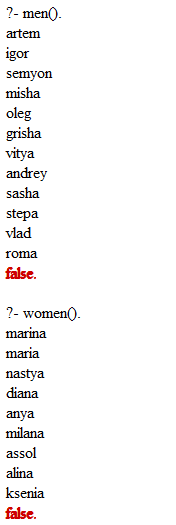 ?- men().
artem
igor
semyon
misha
oleg
grisha
vitya
andrey
sasha
stepa
vlad
roma
false.
?- women().
marina
maria
nastya
diana
anya
milana
assol
alina
ksenia
false.